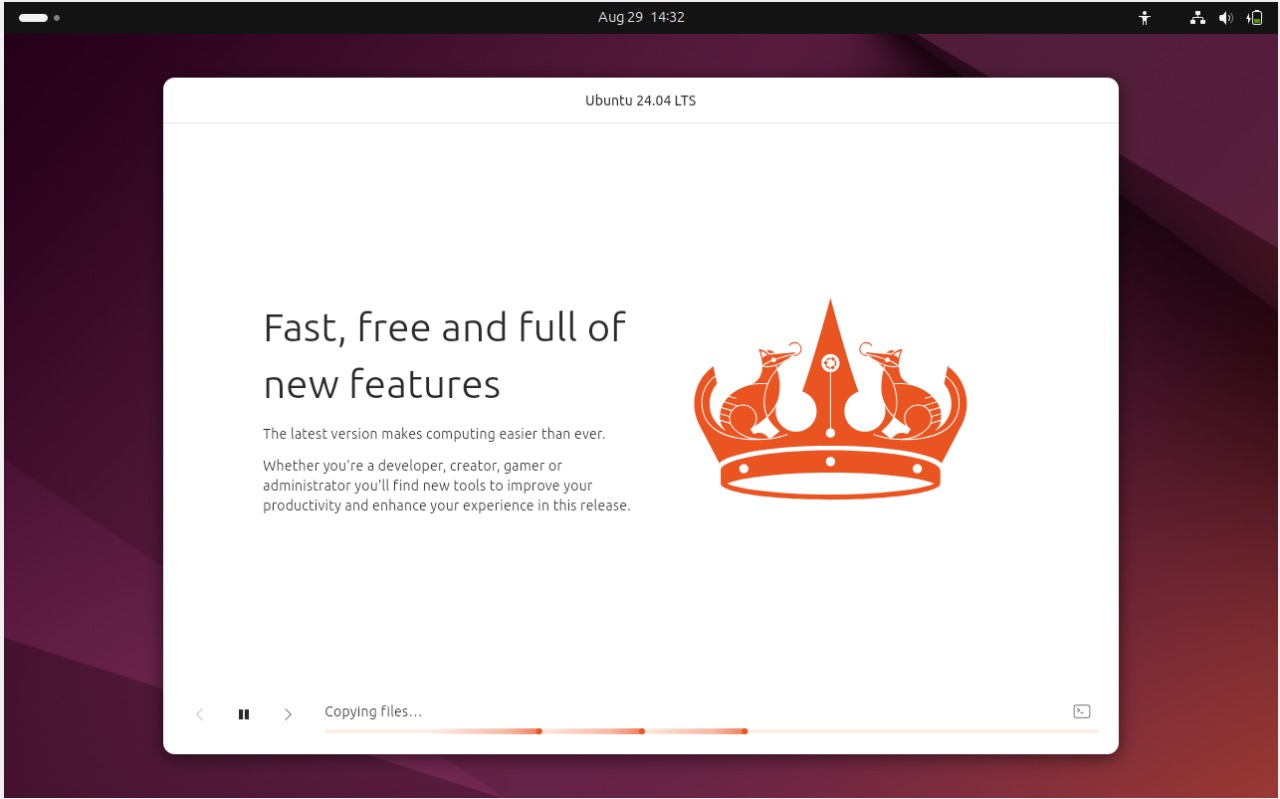 Aug 29 14:32
Ubuntu 24.04 LTS
Fast, free and full of
new features
The latest version makes computing easier than ever.
Whether you're a developer, creator, gamer or
administrator you'll find new tools to improve your
productivity and enhance your experience in this release.
Copying files…